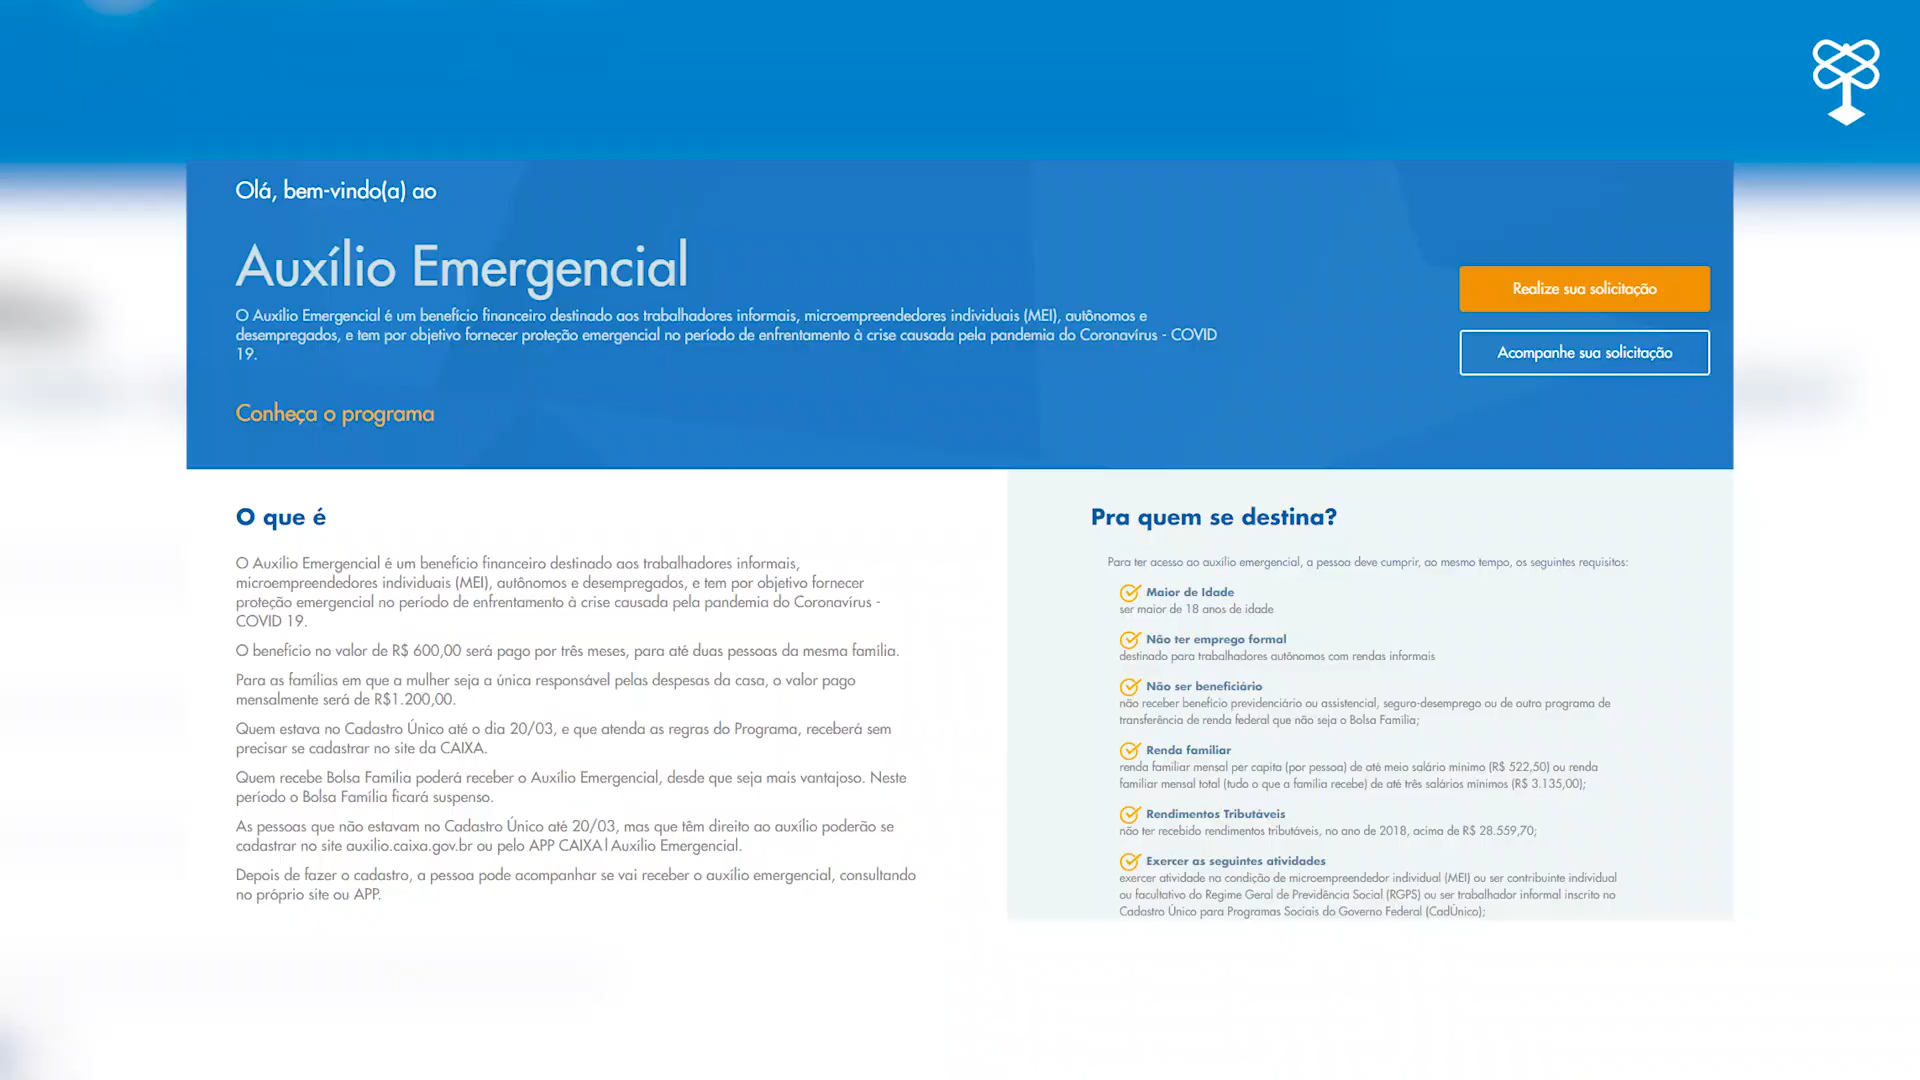 Olá, bem-vindo(a) ao
Auxílio Emergencial
O Auxílio Emergencial é um benefício financeiro destinado aos trabalhadores informais, microempreendedores individuais (MEI), autônomos e
desempregados, e tem por objetivo fornecer proteção emergencial no período de enfrentamento à crise causada pela pandemia do Coronavírus - COVID
19.
Realize sua solicitação
Acompanhe sua solicitação
Conheça o programa
O que é
O Auxílio Emergencial é um benefício financeiro destinado aos trabalhadores informais,
microempreendedores individuais (MEI), autônomos e desempregados, e tem por objetivo fornecer
proteção emergencial no período de enfrentamento à crise causada pela pandemia do Coronavírus -
COVID 19.
O benefício no valor de R$ 600,00 será pago por três meses, para até duas pessoas da mesma família.
Para as famílias em que a mulher seja a única responsável pelas despesas da casa, o valor pago
mensalmente será de R$1.200,00.
Quem estava no Cadastro Único até o dia 20/03, e que atenda as regras do Programa, receberá sem
precisar se cadastrar no site da CAIXA.
Quem recebe Bolsa Família poderá receber o Auxílio Emergencial, desde que seja mais vantajoso. Neste
período o Bolsa Família ficará suspenso.
As pessoas que não estavam no Cadastro Único até 20/03, mas que têm direito ao auxílio poderão se
cadastrar no site auxilio.caixa.gov.br ou pelo APP CAIXA|Auxílio Emergencial.
Depois de fazer o cadastro, a pessoa pode acompanhar se vai receber o auxílio emergencial, consultando
no próprio site ou APP.
Pra quem se destina?
Para ter acesso ao auxílio emergencial, a pessoa deve cumprir, ao mesmo tempo, os seguintes requisitos:
Maior de Idade
ser maior de 18 anos de idade
Não ter emprego formal
destinado para trabalhadores autônomos com rendas informais
Não ser beneficiário
não receber benefício previdenciário ou assistencial, seguro-desemprego ou de outro programa de
transferência de renda federal que não seja o Bolsa Família;
Renda familiar
renda familiar mensal per capita (por pessoa) de até meio salário mínimo (R$ 522,50) ou renda
familiar mensal total (tudo o que a família recebe) de até três salários mínimos (R$ 3.135,00);
Rendimentos Tributáveis
não ter recebido rendimentos tributáveis, no ano de 2018, acima de R$ 28.559,70;
Exercer as seguintes atividades
exercer atividade na condição de microempreendedor individual (MEI) ou ser contribuinte individual
ou facultativo do Regime Geral de Previdência Social (RGPS) ou ser trabalhador informal inscrito no
Cadastro Único para Programas Sociais do Governo Federal (CadÚnico);